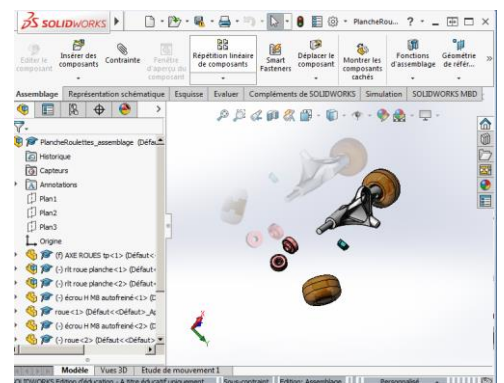 SOLIDWORKS
PlancheRou...
Editer le composant
Insérer des composants
Contrainte
Fenêtre d'aperçu du composant
Répétition linéaire de composants
Smart Fasteners
Déplacer le composant
Montrer les composants cachés
Fonctions d'assemblage
Géométrie de référ...
Assemblage Représentation schématique Esquisse Evaluer Compléments de SOLIDWORKS Simulation SOLIDWORKS MBD
PlancheRoulettes_assemblage (Défa
Historique
Capteurs
Annotations
Plan1
Plan2
Plan3
Origine
(f) AXE ROUES tp<1> (Défaut<
(-) rlt roue planche<1> (Défaut<
(-) rlt roue planche<2> (Défaut<
(-) écrou H M8 autofreiné<1> (D
roue<1> (Défaut<<Défaut>_Ap
(-) écrou H M8 autofreiné<2> (D
(-) roue<2> (Défaut<<Défaut>
Modèle Vues 3D Etude de mouvement 1
SOLIDWORKS Edition d'éducation - A titre éducatif uniquement Sous-contraint Edition: Assemblage Personnalisé